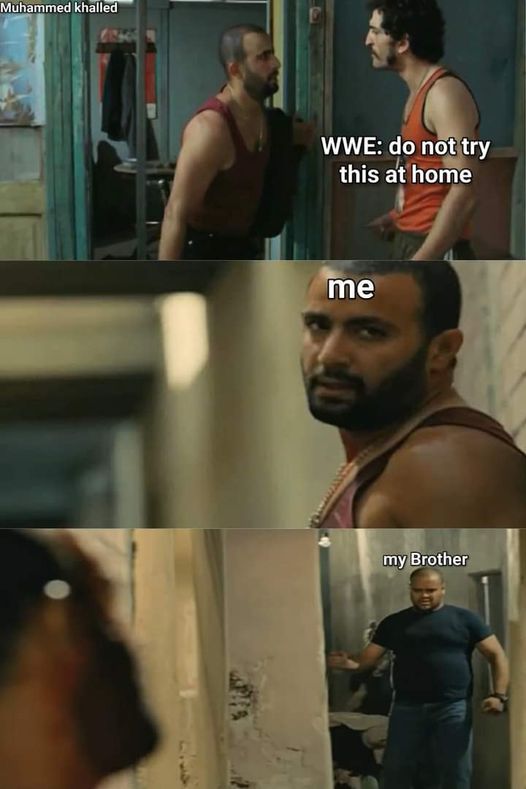 Muhammed khalled
WWE: do not try
this at home
me
my Brother